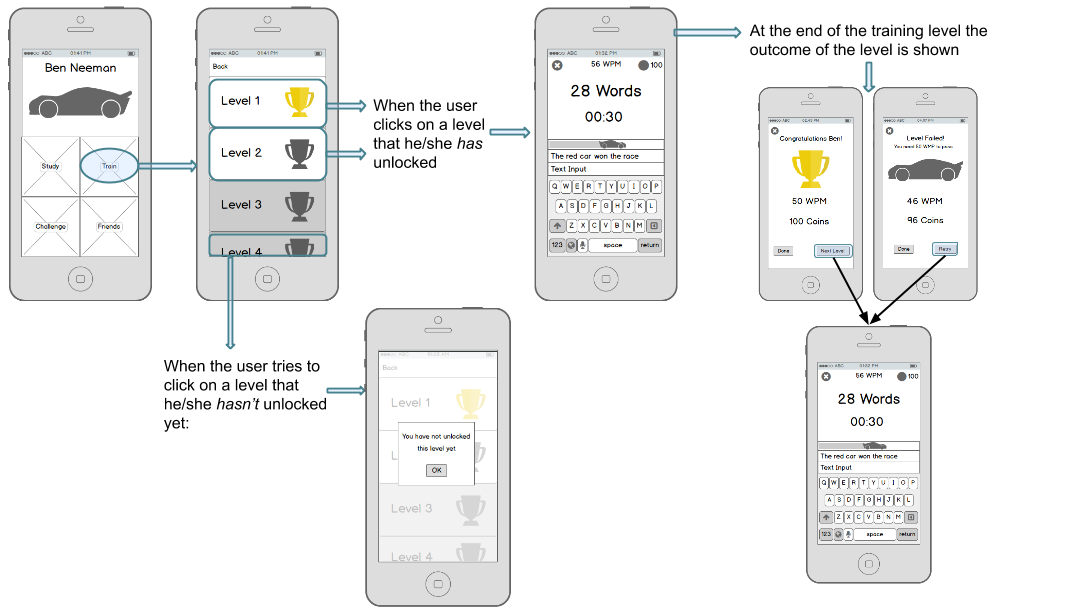 ●●●○○ ABC 01:41 PM
Ben Neeman
Study
Train
Challenge
Friends
●●●○○ ABC 01:41 PM
Back
Level 1
Level 2
Level 3
Level 4
When the user
clicks on a level
that he/she has
unlocked
●●●○○ ABC 01:32 PM
56 WPM
100
28 Words
00:30
The red car won the race
Text Input
Q W E R T Y U I O P
A S D F G H J K L
Z X C V B N M
123 space return
At the end of the training level the
outcome of the level is shown
Congratulations Ben!
50 WPM
100 Coins
Done Next Level
Level Failed!
You need 50 WMP to pass
46 WPM
96 Coins
Done Retry
When the user tries to
click on a level that
he/she hasn't unlocked
yet:
Back
Level 1
You have not unlocked
this level yet
OK
Level 3
Level 4
●●●○○ ABC 01:32 PM
56 WPM
100
28 Words
00:30
The red car won the race
Text Input
Q W E R T Y U I O P
A S D F G H J K L
Z X C V B N M
123 space return